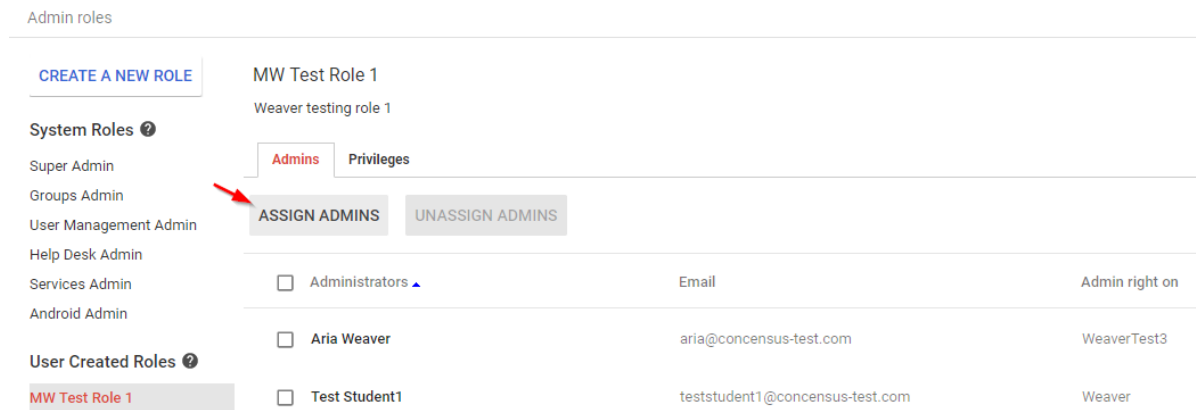 Admin roles
CREATE A NEW ROLE
System Roles
Super Admin
Groups Admin
User Management Admin
Help Desk Admin
Services Admin
Android Admin
User Created Roles
MW Test Role 1
MW Test Role 1
Weaver testing role 1
Admins Privileges
ASSIGN ADMINS UNASSIGN ADMINS
Administrators Email Admin right on
Aria Weaver aria@concensus-test.com WeaverTest3
Test Student1 teststudent1@concensus-test.com Weaver